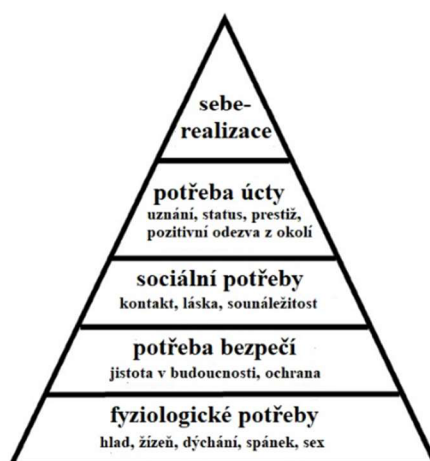 sebe-
realizace
potřeba úcty
uznání, status, prestiž,
pozitivní odezva z okolí
sociální potřeby
kontakt, láska, sounáležitost
potřeba bezpečí
jistota v budoucnosti, ochrana
fyziologické potřeby
hlad, žízeň, dýchání, spánek, sex